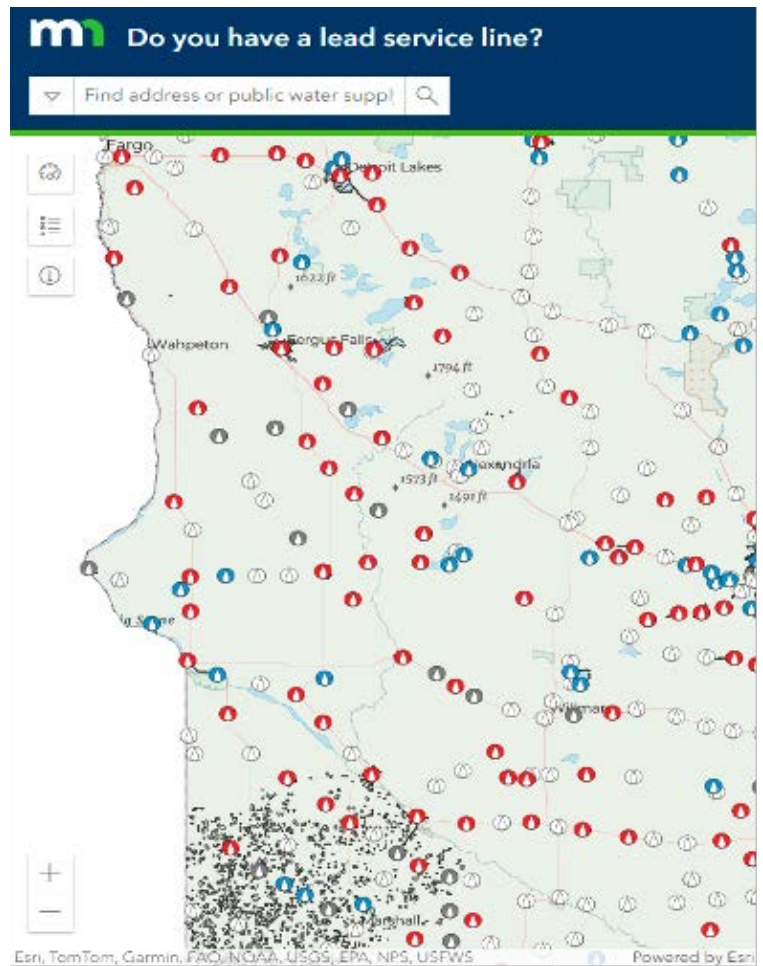 mn Do you have a lead service line?
Find address or public water suppl
Fargo
Detroit Lakes
1622 ft
Wahpeton
Fergus Falls
1794 ft
Alexandria
1573 ft
1491 ft
Willmar
Marshall
Esri, TomTom, Garmin, FAO, NOAA, USGS, EPA, NPS, USFWS
Powered by Esri